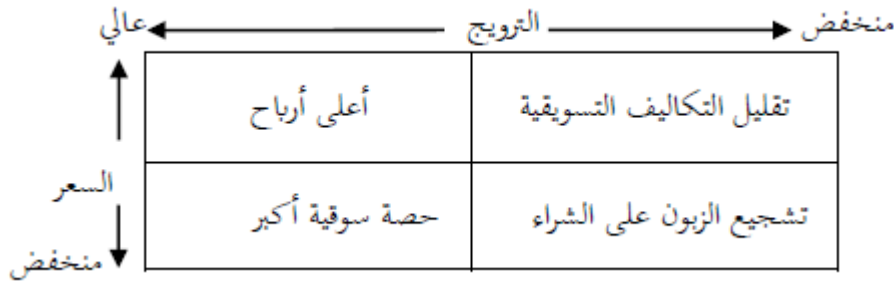 منخفض الترويج عالي
تقليل التكاليف التسويقية أعلى أرباح
السعر
تشجيع الزبون على الشراء حصة سوقية أكبر
منخفض